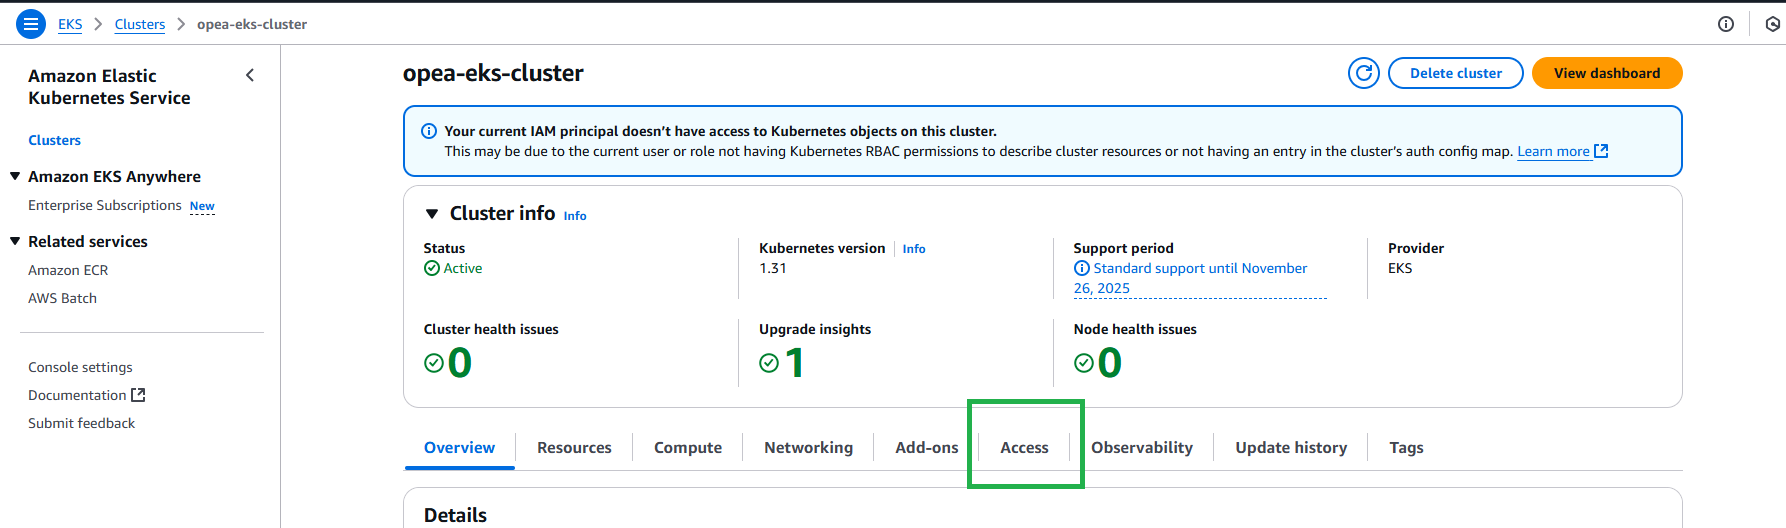 EKS > Clusters > opea-eks-cluster
Amazon Elastic
Kubernetes Service
Clusters
Amazon EKS Anywhere
Enterprise Subscriptions New
Related services
Amazon ECR
AWS Batch
Console settings
Documentation
Submit feedback
opea-eks-cluster
Delete cluster
View dashboard
Your current IAM principal doesn't have access to Kubernetes objects on this cluster.
This may be due to the current user or role not having Kubernetes RBAC permissions to describe cluster resources or not having an entry in the cluster's auth config map. Learn more
Cluster info Info
Status
Active
Kubernetes version Info
1.31
Support period
Standard support until November
26, 2025
Provider
EKS
Cluster health issues
0
Upgrade insights
1
Node health issues
0
Overview Resources Compute Networking Add-ons Access Observability Update history Tags
Details